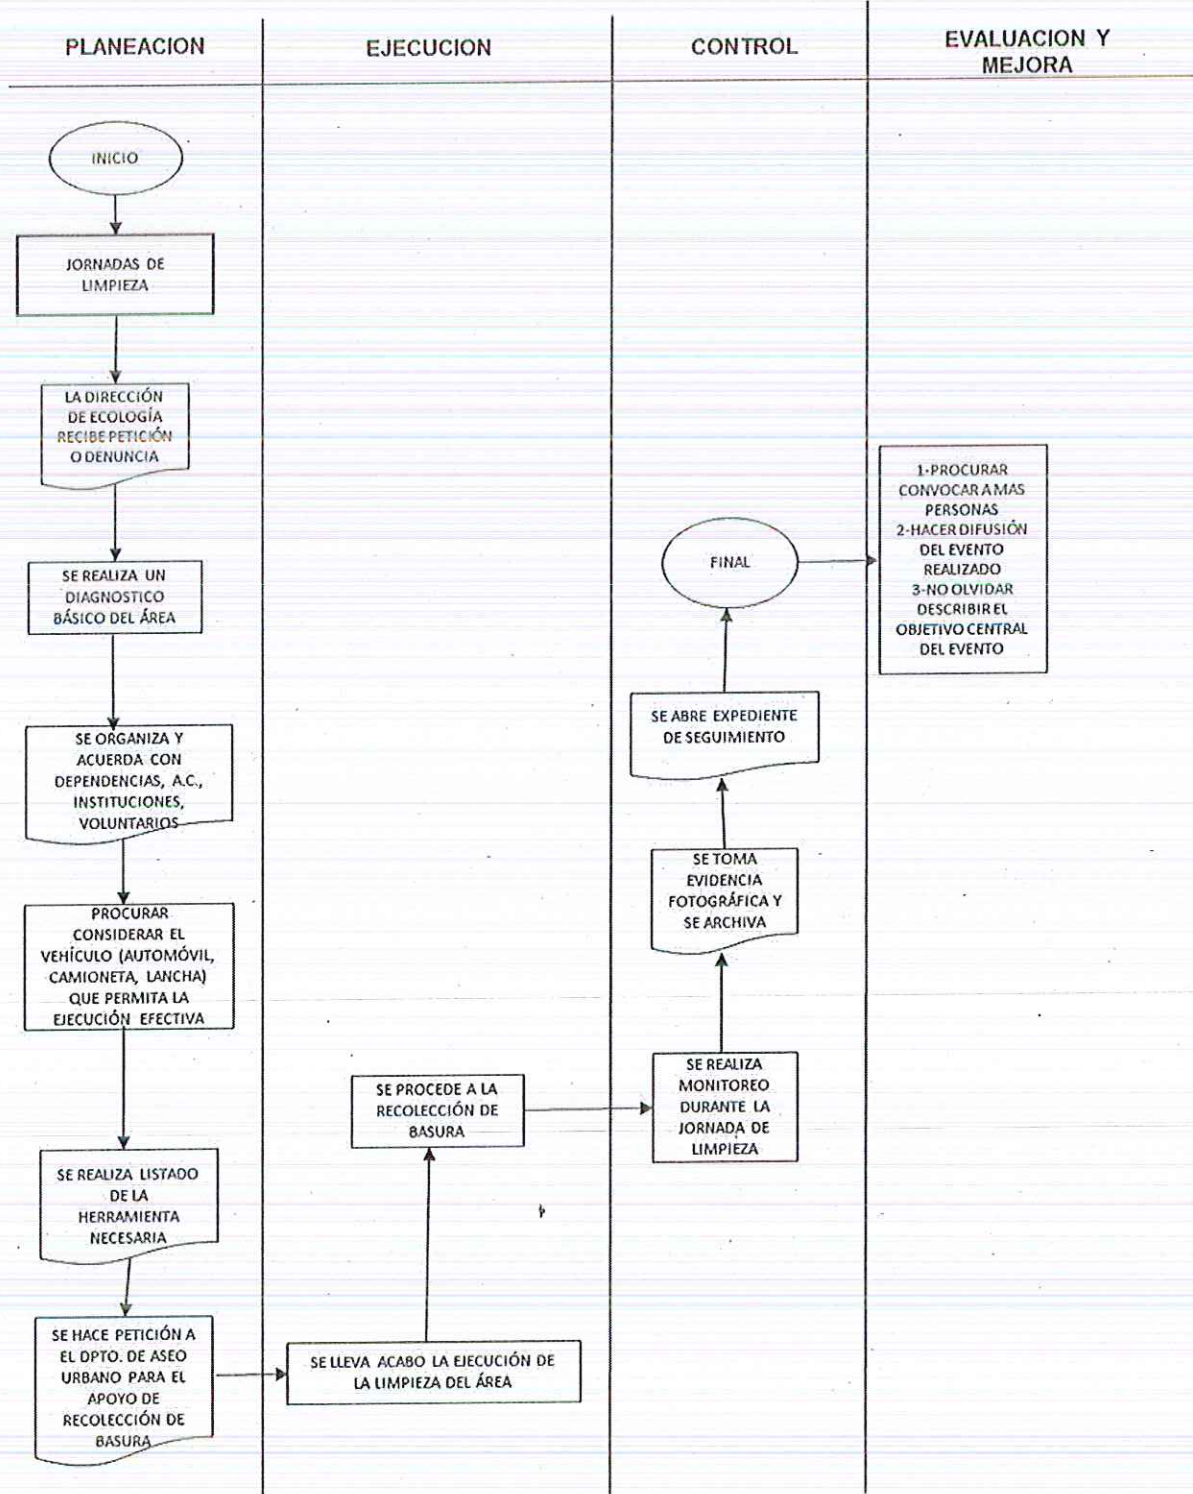 PLANEACION
EJECUCION
CONTROL
EVALUACION Y
MEJORA
INICIO
JORNADAS DE
LIMPIEZA
LA DIRECCIÓN
DE ECOLOGÍA
RECIBE PETICIÓN
O DENUNCIA
SE REALIZA UN
DIAGNOSTICO
BÁSICO DEL ÁREA
SE ORGANIZA Y
ACUERDA CON
DEPENDENCIAS, A.C.,
INSTITUCIONES,
VOLUNTARIOS
PROCURAR
CONSIDERAR EL
VEHÍCULO (AUTOMÓVIL,
CAMIONETA, LANCHA)
QUE PERMITA LA
EJECUCIÓN EFECTIVA
SE REALIZA LISTADO
DE LA
HERRAMIENTA
NECESARIA
SE HACE PETICIÓN A
EL DPTO. DE ASEO
URBANO PARA EL
APOYO DE
RECOLECCIÓN DE
BASURA
SE LLEVA ACABO LA EJECUCIÓN DE
LA LIMPIEZA DEL ÁREA
SE PROCEDE A LA
RECOLECCIÓN DE
BASURA
SE REALIZA
MONITOREO
DURANTE LA
JORNADA DE
LIMPIEZA
SE TOMA
EVIDENCIA
FOTOGRÁFICA Y
SE ARCHIVA
SE ABRE EXPEDIENTE
DE SEGUIMIENTO
FINAL
1-PROCURAR
CONVOCAR A MAS
PERSONAS
2-HACER DIFUSIÓN
DEL EVENTO
REALIZADO
3-NO OLVIDAR
DESCRIBIR EL
OBJETIVO CENTRAL
DEL EVENTO